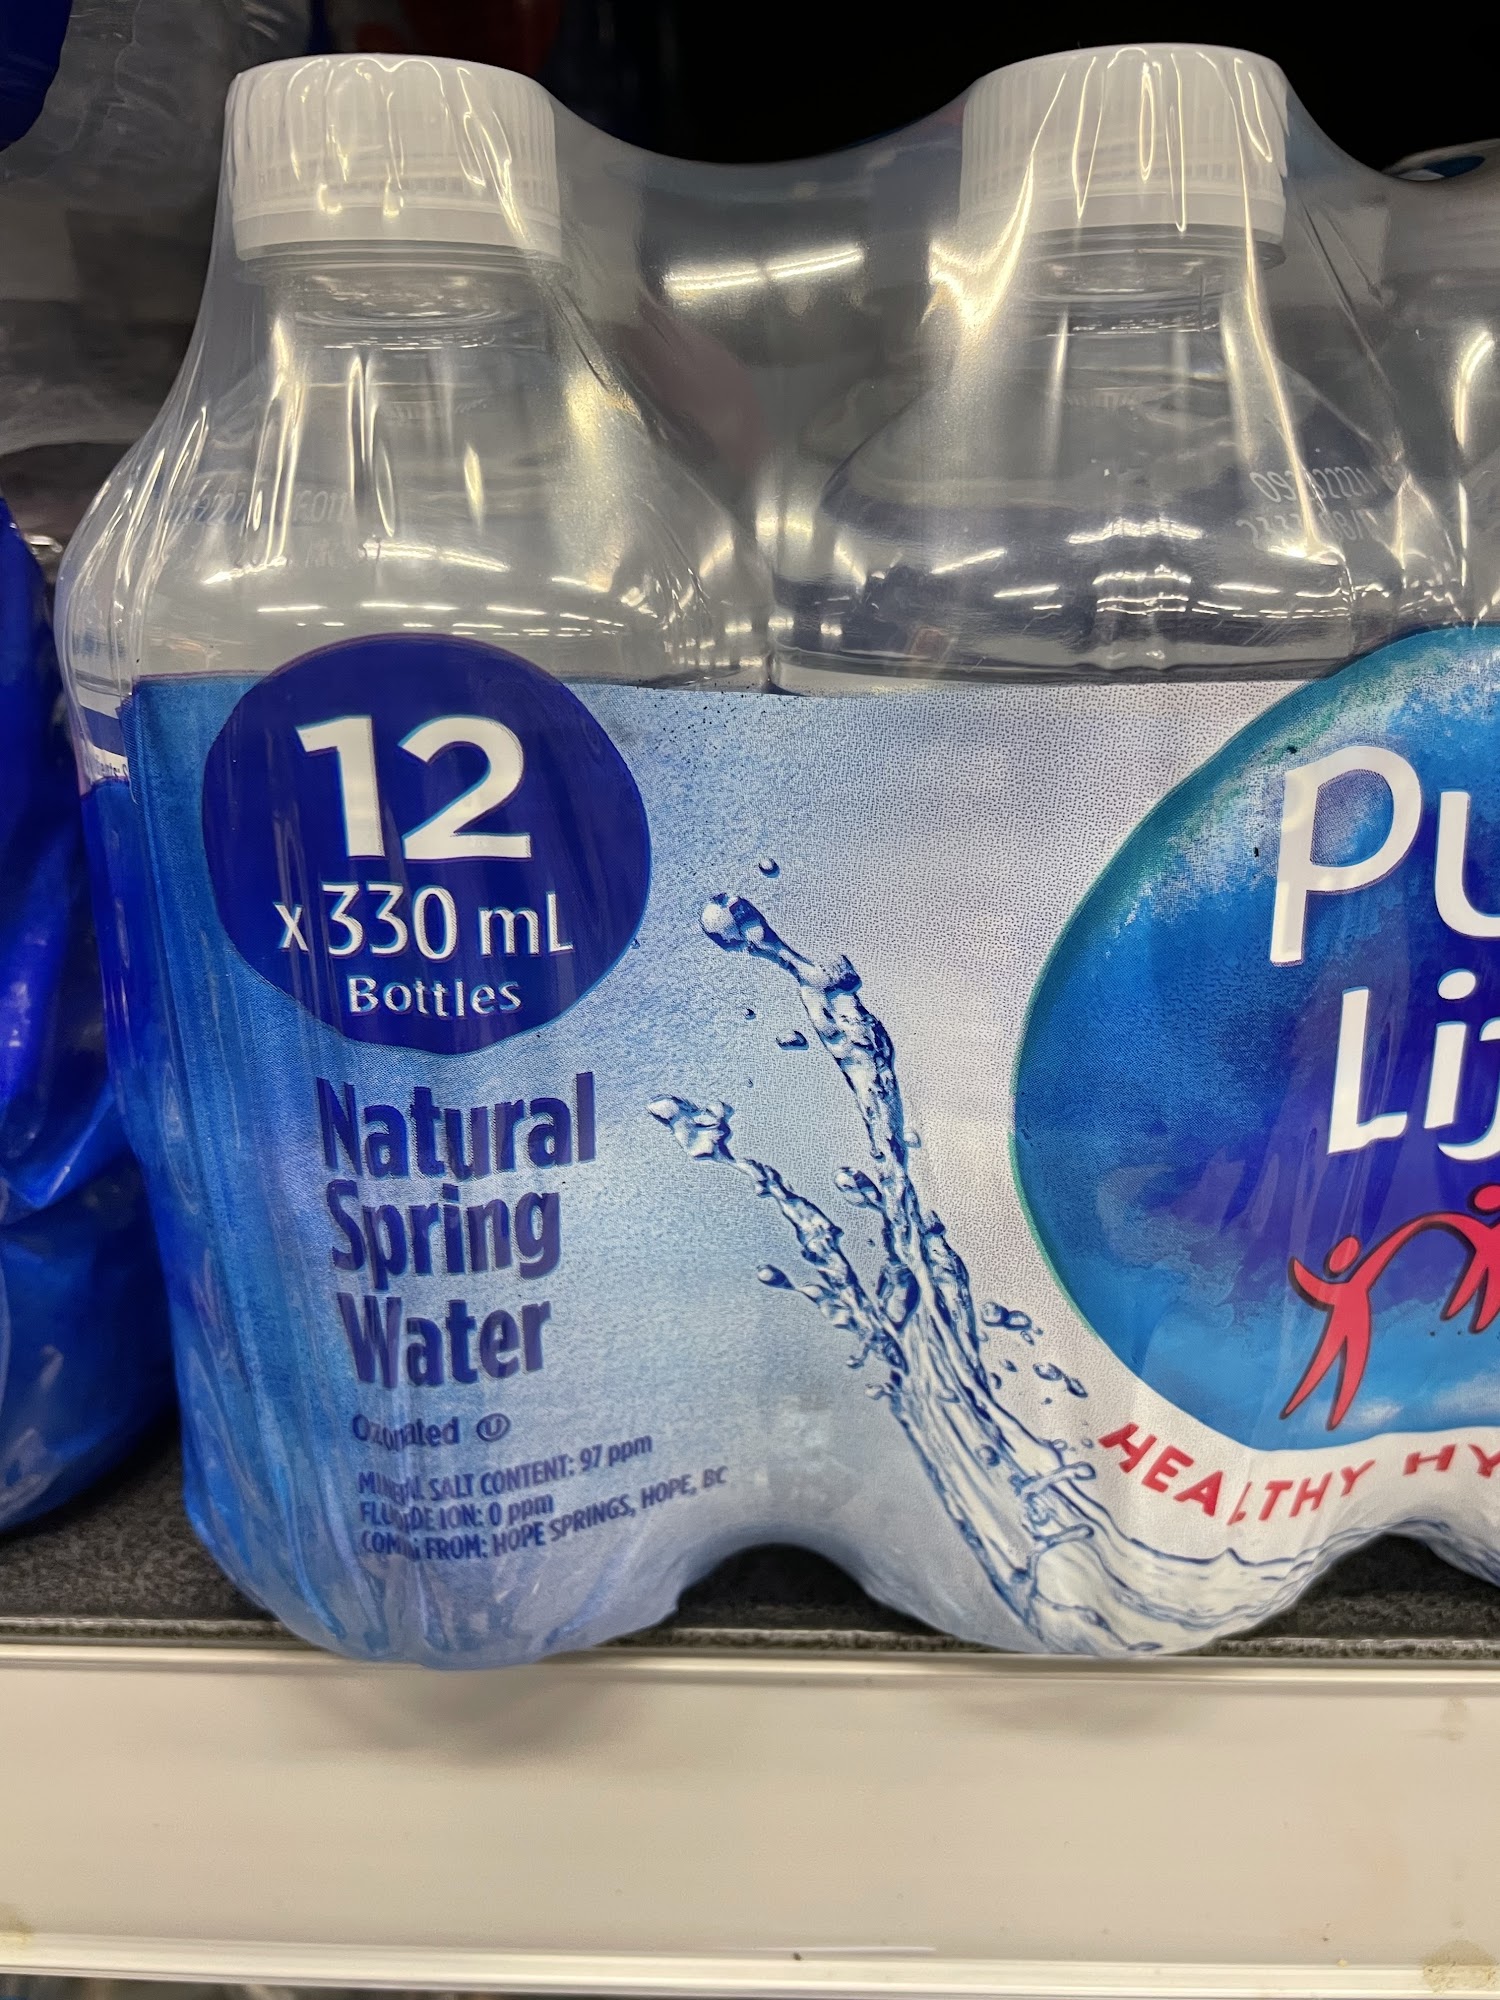 12
x 330 mL
Bottles
Natural
Spring
Water
Ozonated U
MINERAL SALT CONTENT: 97 ppm
FLUORIDE ION: 0 ppm
COMING FROM: HOPE SPRINGS, HOPE, BC
Pu
Lif
HEALTHY HY